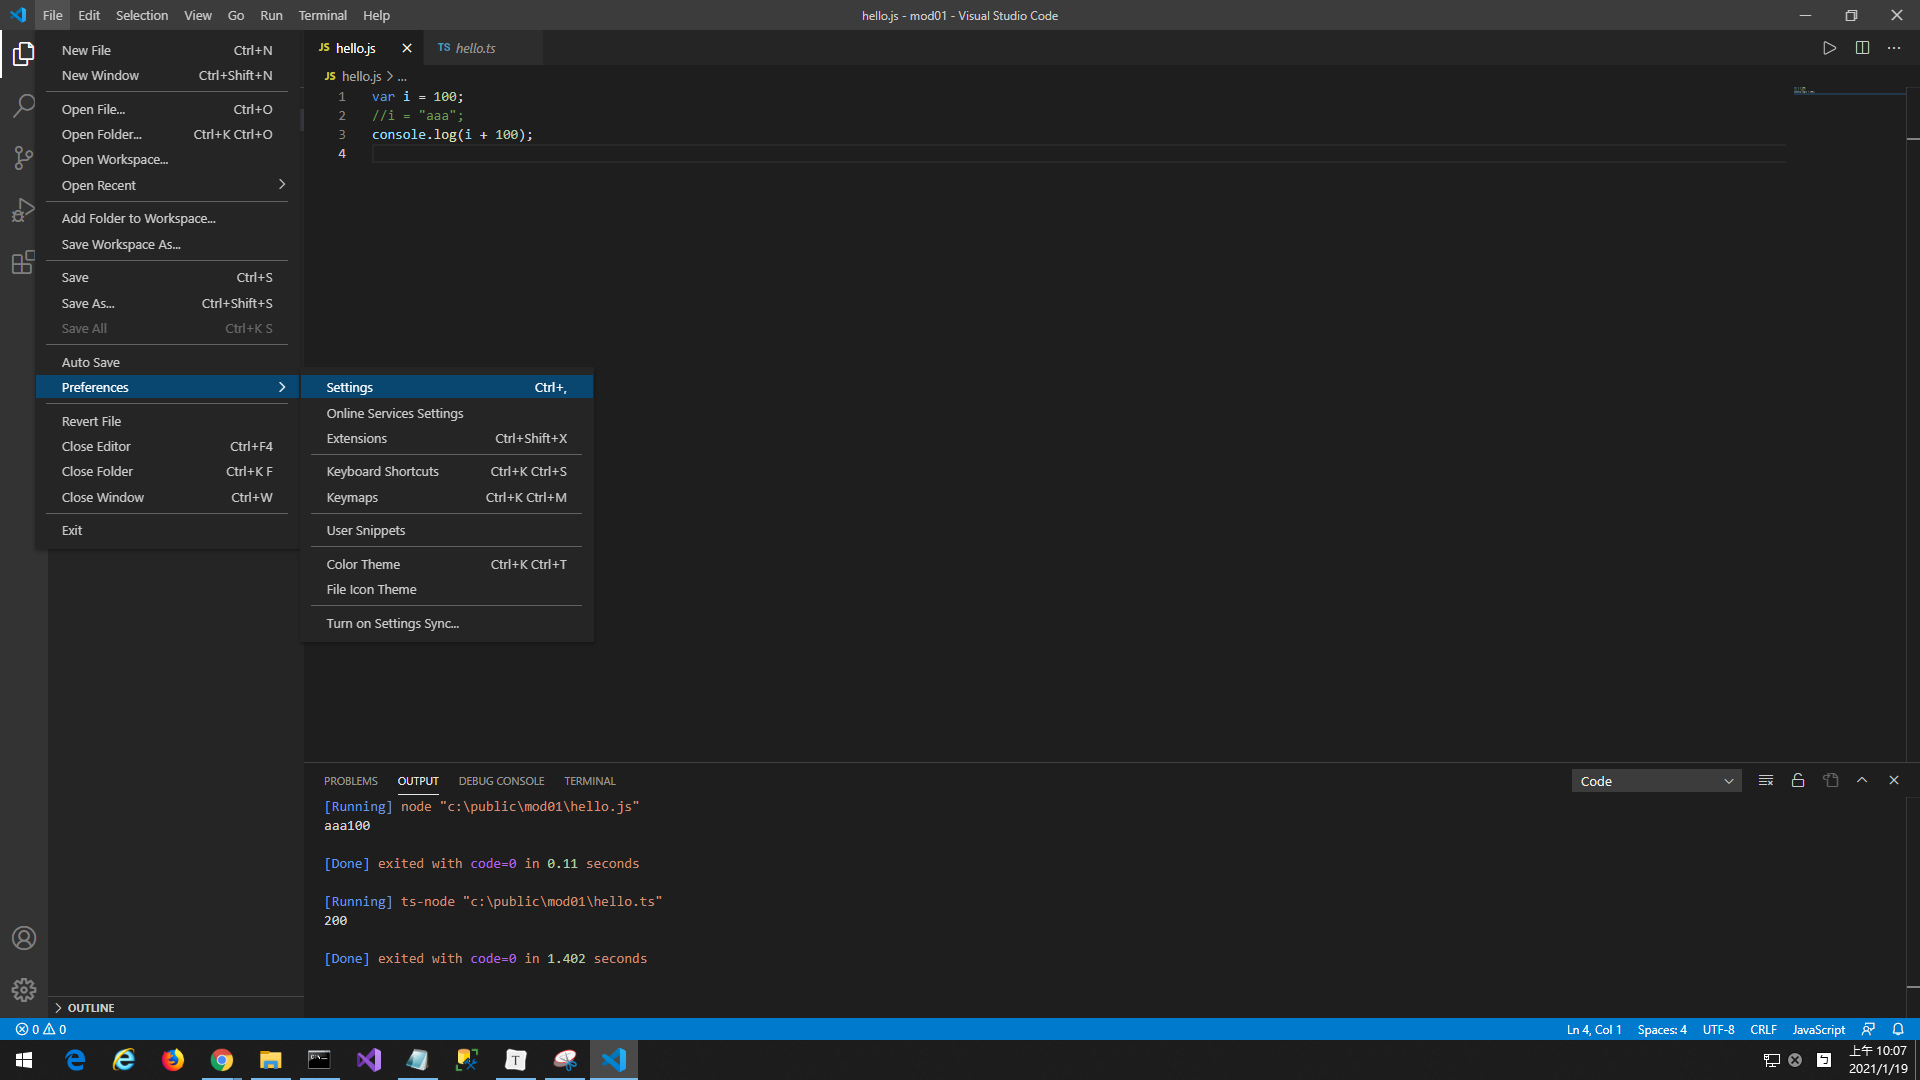 File Edit Selection View Go Run Terminal Help
hello.js - mod01 - Visual Studio Code
New File Ctrl+N
New Window Ctrl+Shift+N
Open File... Ctrl+O
Open Folder... Ctrl+K Ctrl+O
Open Workspace...
Open Recent
Add Folder to Workspace...
Save Workspace As...
Save Ctrl+S
Save As... Ctrl+Shift+S
Save All Ctrl+K S
Auto Save
Preferences
Revert File
Close Editor Ctrl+F4
Close Folder Ctrl+K F
Close Window Ctrl+W
Exit
Settings Ctrl+,
Online Services Settings
Extensions Ctrl+Shift+X
Keyboard Shortcuts Ctrl+K Ctrl+S
Keymaps Ctrl+K Ctrl+M
User Snippets
Color Theme Ctrl+K Ctrl+T
File Icon Theme
Turn on Settings Sync...
JS hello.js
TS hello.ts
JS hello.js > ...
1 var i = 100;
2 //i = "aaa";
3 console.log(i + 100);
4
PROBLEMS OUTPUT DEBUG CONSOLE TERMINAL
Code
[Running] node "c:\public\mod01\hello.js"
aaa100
[Done] exited with code=0 in 0.11 seconds
[Running] ts-node "c:\public\mod01\hello.ts"
200
[Done] exited with code=0 in 1.402 seconds
OUTLINE
0 0
Ln 4, Col 1 Spaces: 4 UTF-8 CRLF JavaScript
上午 10:07
2021/1/19